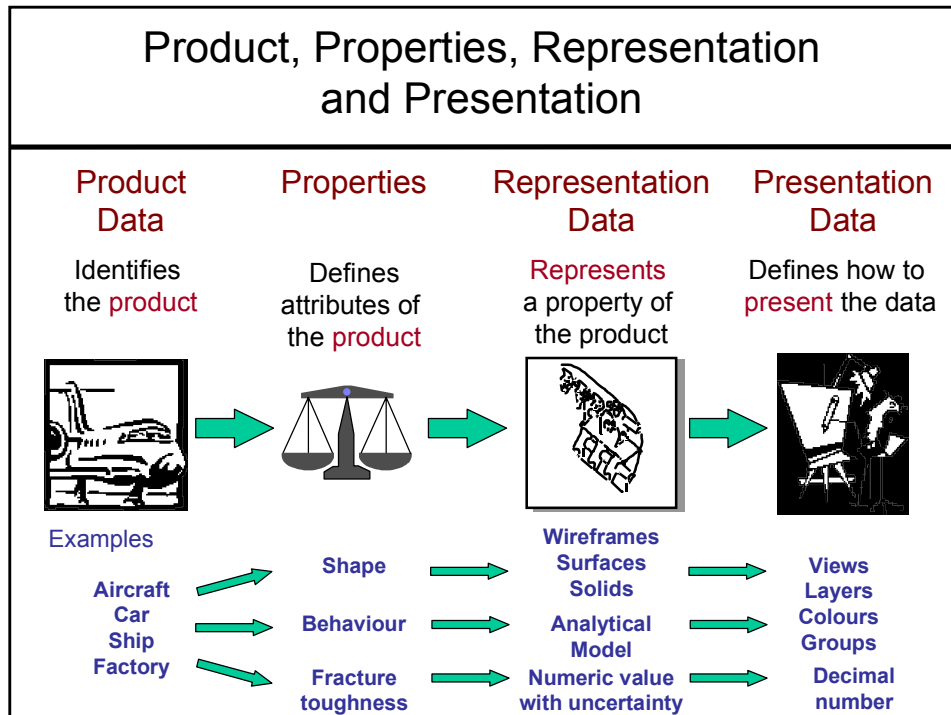 Product, Properties, Representation
and Presentation
Product
Data
Identifies
the product
Properties
Defines
attributes of
the product
Representation
Data
Represents
a property of
the product
Presentation
Data
Defines how to
present the data
Examples
Aircraft
Car
Ship
Factory
Shape
Behaviour
Fracture
toughness
Wireframes
Surfaces
Solids
Analytical
Model
Numeric value
with uncertainty
Views
Layers
Colours
Groups
Decimal
number